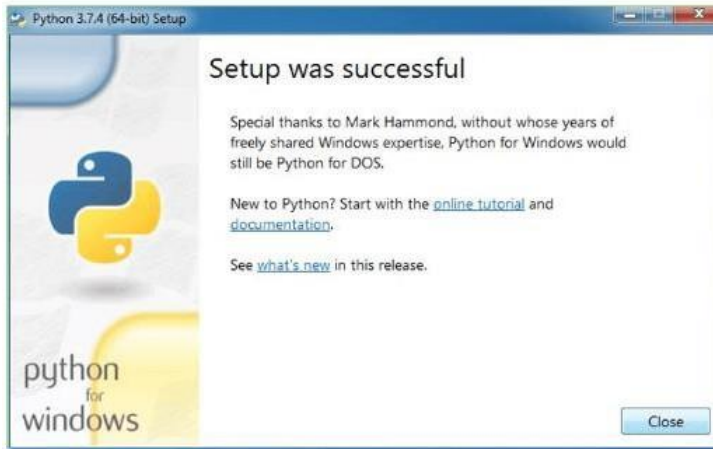 Python 3.7.4 (64-bit) Setup
Setup was successful
Special thanks to Mark Hammond, without whose years of
freely shared Windows expertise, Python for Windows would
still be Python for DOS.
New to Python? Start with the online tutorial and
documentation.
See what's new in this release.
python
for
windows
Close